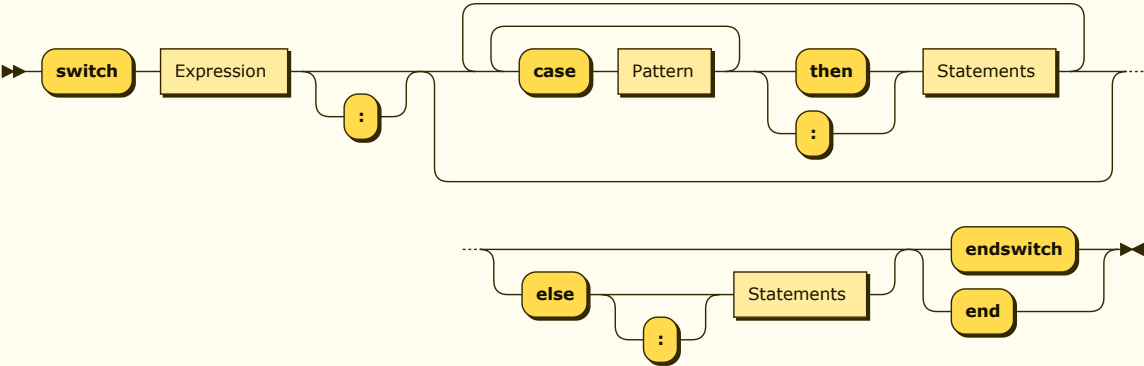 switch Expression : case Pattern then Statements
:
else Statements endswitch
: end